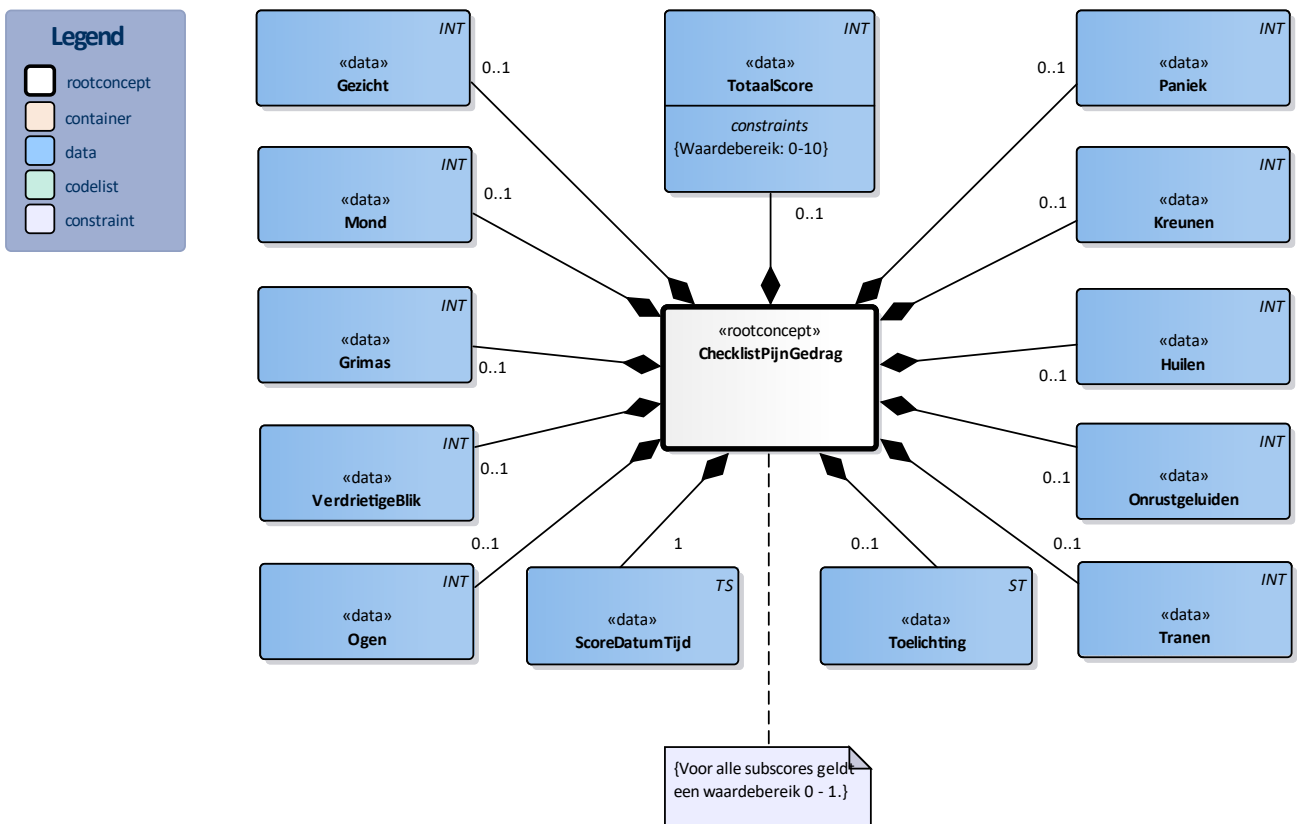 Legend
rootconcept
container
data
codelist
constraint
INT
«data»
Gezicht
0..1
INT
«data»
TotaalScore
constraints
{Waardebereik: 0-10}
0..1
INT
«data»
Paniek
0..1
INT
«data»
Mond
0..1
INT
«data»
Kreunen
0..1
INT
«data»
Grimas
0..1
«rootconcept»
ChecklistPijnGedrag
INT
«data»
Huilen
0..1
INT
«data»
VerdrietigeBlik
0..1
INT
«data»
Onrustgeluiden
0..1
INT
«data»
Ogen
0..1
TS
«data»
ScoreDatumTijd
1
ST
«data»
Toelichting
0..1
INT
«data»
Tranen
0..1
{Voor alle subscores geldt
een waardebereik 0 - 1.}